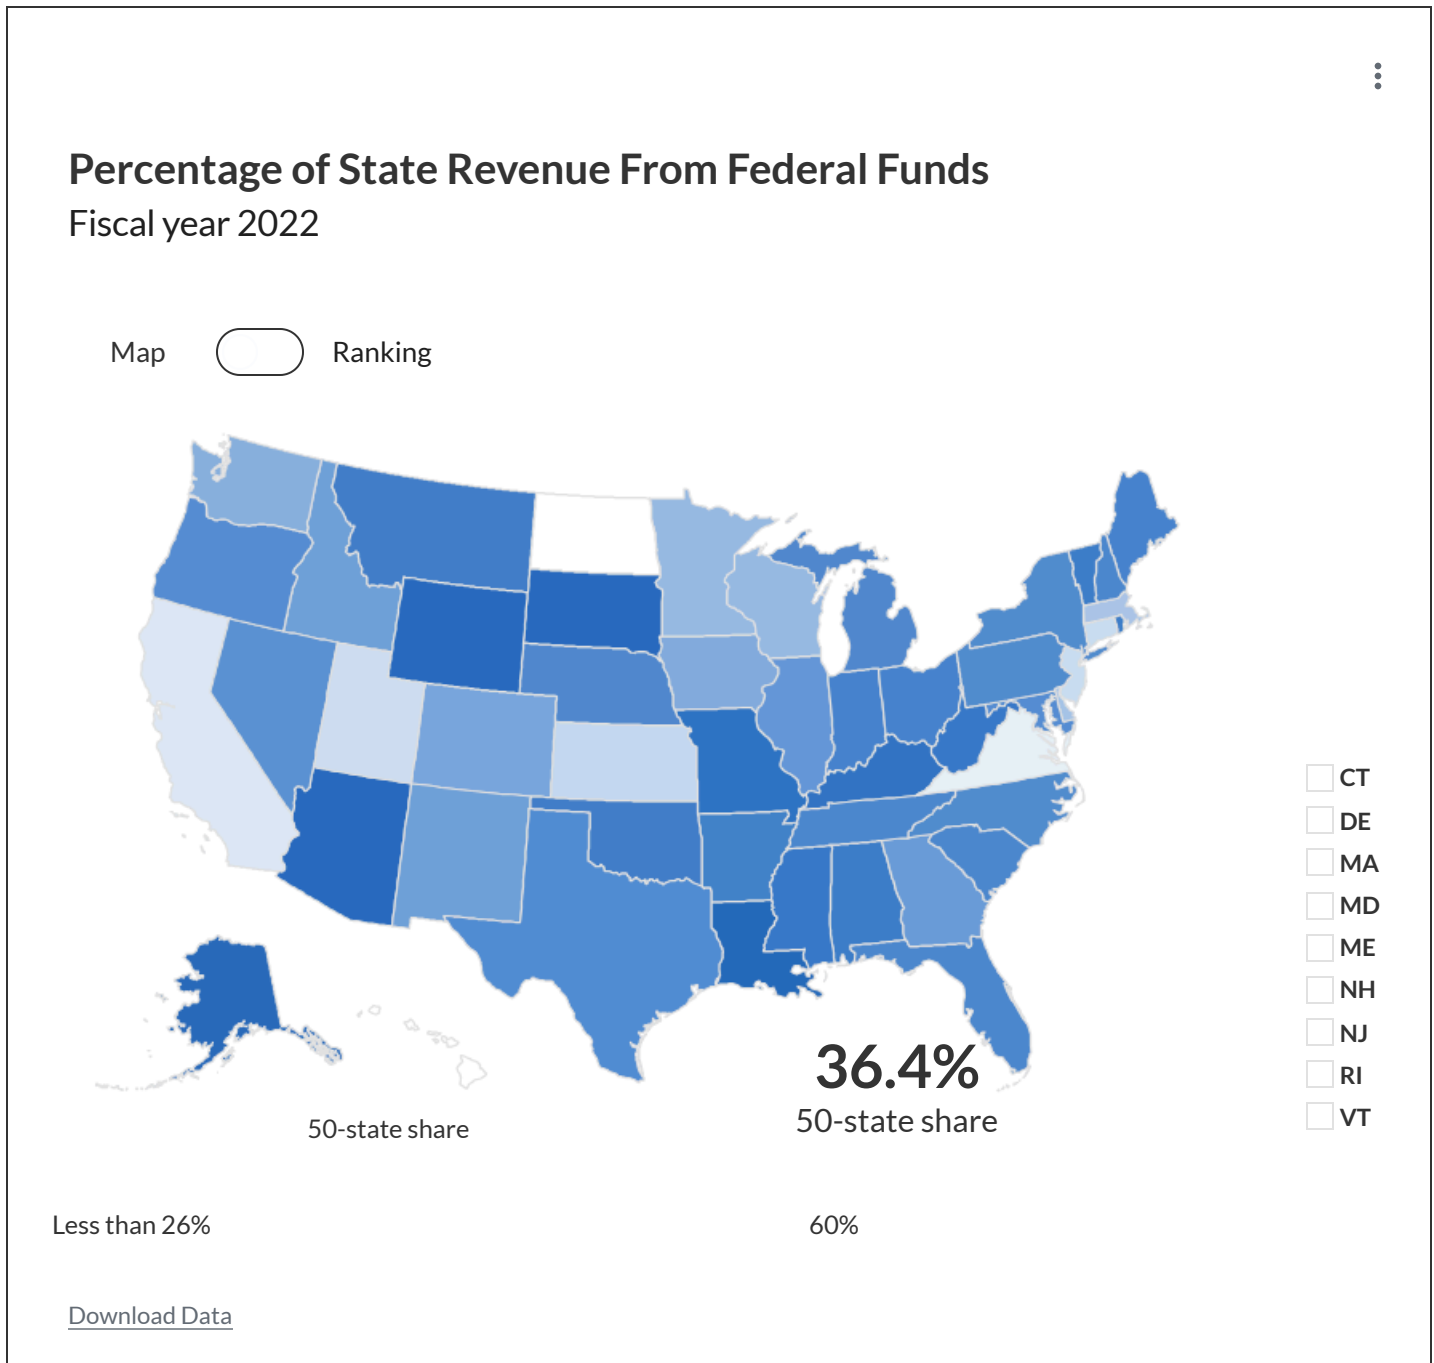 Percentage of State Revenue From Federal Funds
Fiscal year 2022
Map
Ranking
CT
DE
MA
MD
ME
NH
NJ
RI
VT
36.4%
50-state share
50-state share
Less than 26%
60%
Download Data